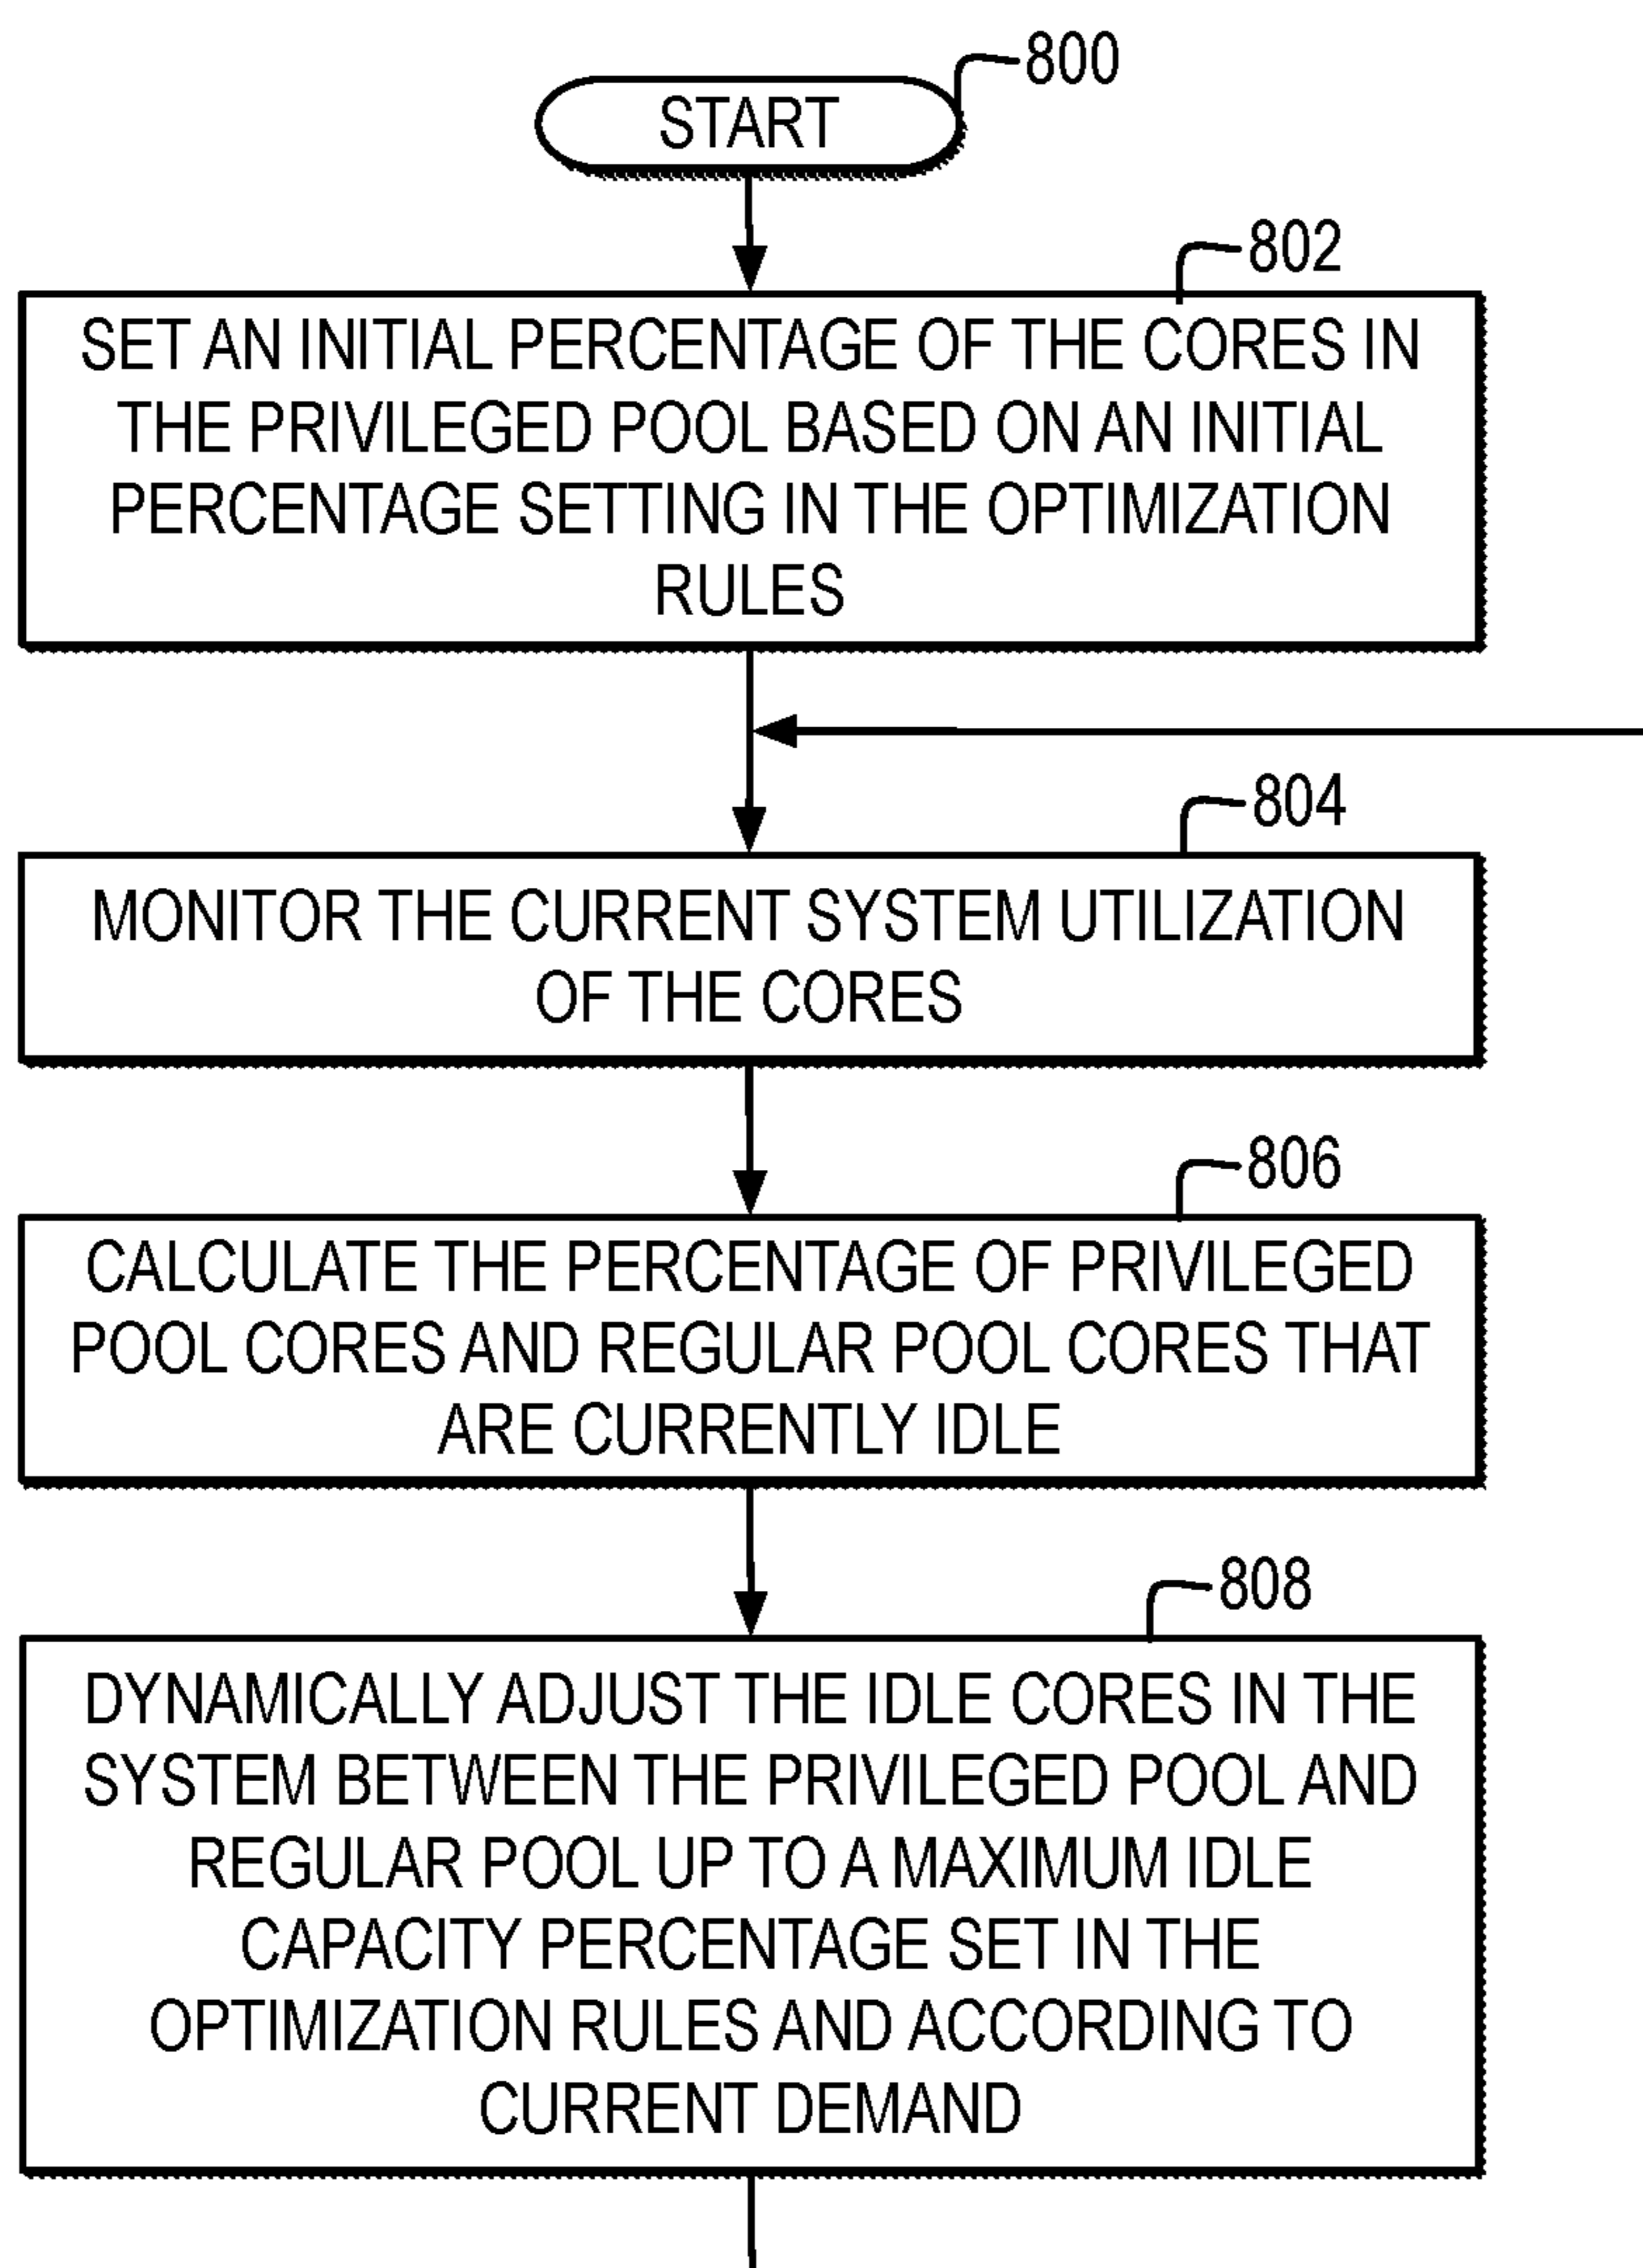 800
START
802
SET AN INITIAL PERCENTAGE OF THE CORES IN
THE PRIVILEGED POOL BASED ON AN INITIAL
PERCENTAGE SETTING IN THE OPTIMIZATION
RULES
804
MONITOR THE CURRENT SYSTEM UTILIZATION
OF THE CORES
806
CALCULATE THE PERCENTAGE OF PRIVILEGED
POOL CORES AND REGULAR POOL CORES THAT
ARE CURRENTLY IDLE
808
DYNAMICALLY ADJUST THE IDLE CORES IN THE
SYSTEM BETWEEN THE PRIVILEGED POOL AND
REGULAR POOL UP TO A MAXIMUM IDLE
CAPACITY PERCENTAGE SET IN THE
OPTIMIZATION RULES AND ACCORDING TO
CURRENT DEMAND